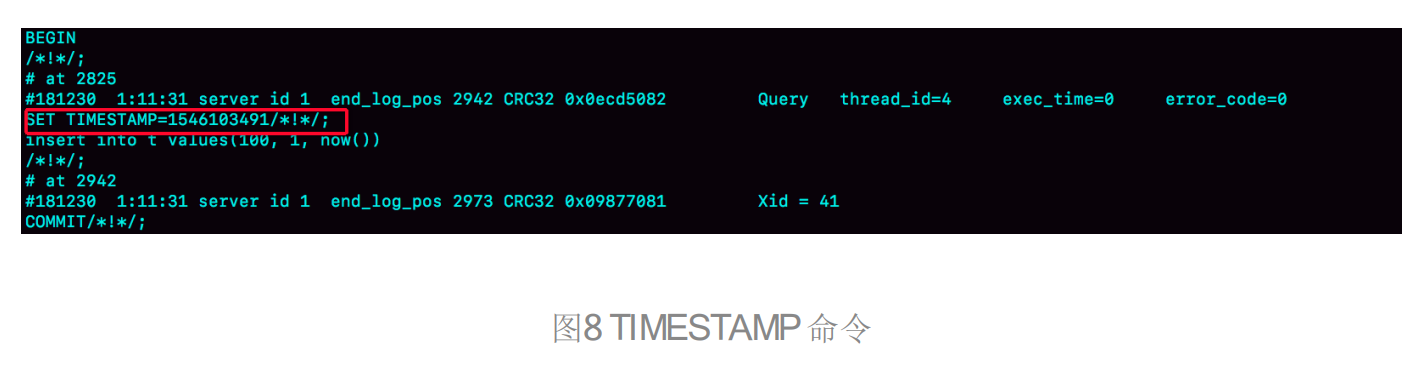 BEGIN
/*!*/;
# at 2825
#181230  1:11:31 server id 1  end_log_pos 2942 CRC32 0x0ecd5082         Query   thread_id=4     exec_time=0     error_code=0
SET TIMESTAMP=1546103491/*!*/;
insert into t values(100, 1, now())
/*!*/;
# at 2942
#181230  1:11:31 server id 1  end_log_pos 2973 CRC32 0x09877081         Xid = 41
COMMIT/*!*/;
图8 TIMESTAMP 命令